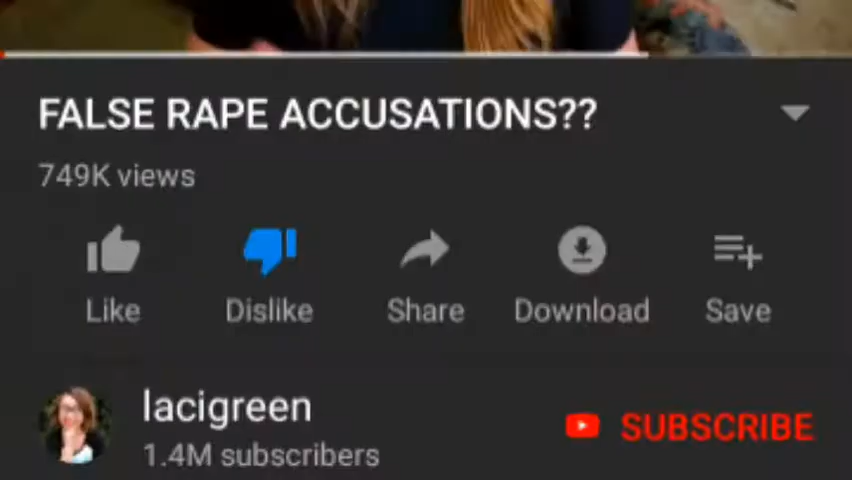 FALSE RAPE ACCUSATIONS??
749K views
Like Dislike Share Download Save
lacigreen
SUBSCRIBE
1.4M subscribers